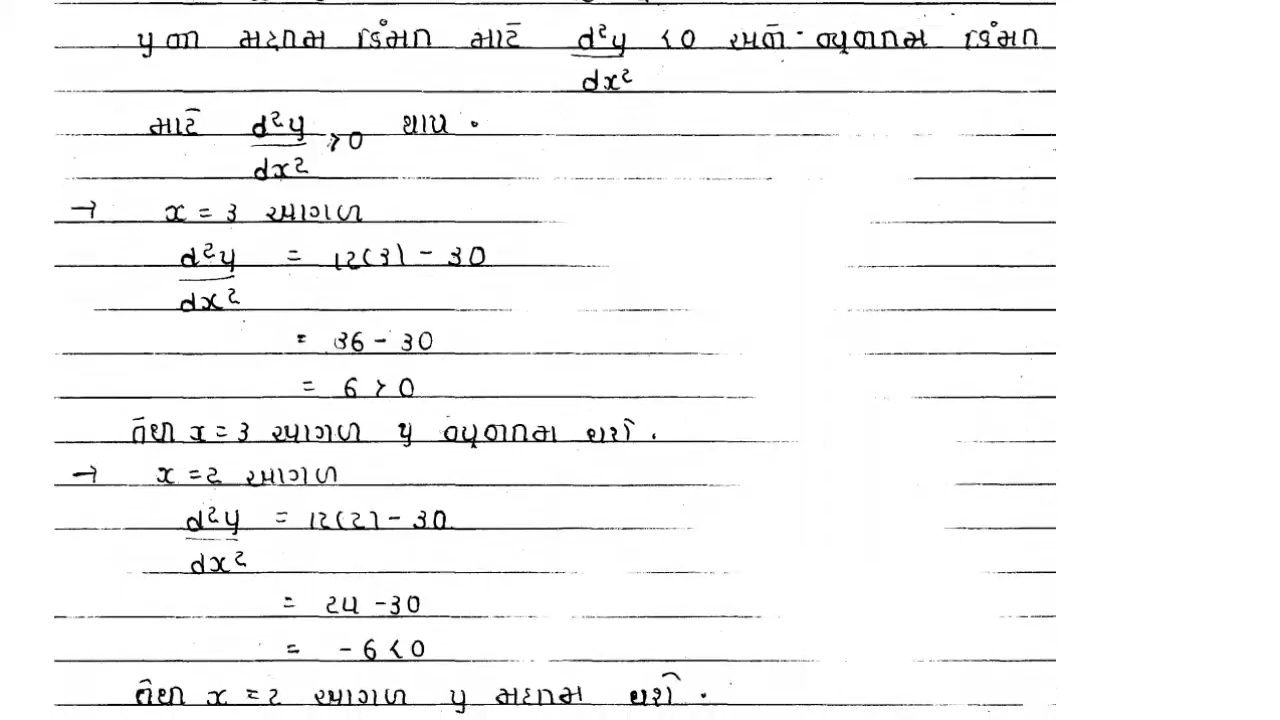 y ના મહત્તમ કિંમત માટે d²y/dx² < 0 અને ન્યુનતમ કિંમત
માટે d²y/dx² > 0 થાય.
→ x = 3 આગળ
d²y/dx² = 12(3) - 30
= 36 - 30
= 6 > 0
તેથી x = 3 આગળ y ન્યુનતમ થશે.
→ x = 2 આગળ
d²y/dx² = 12(2) - 30
= 24 - 30
= - 6 < 0
તેથી x = 2 આગળ y મહત્તમ થશે.